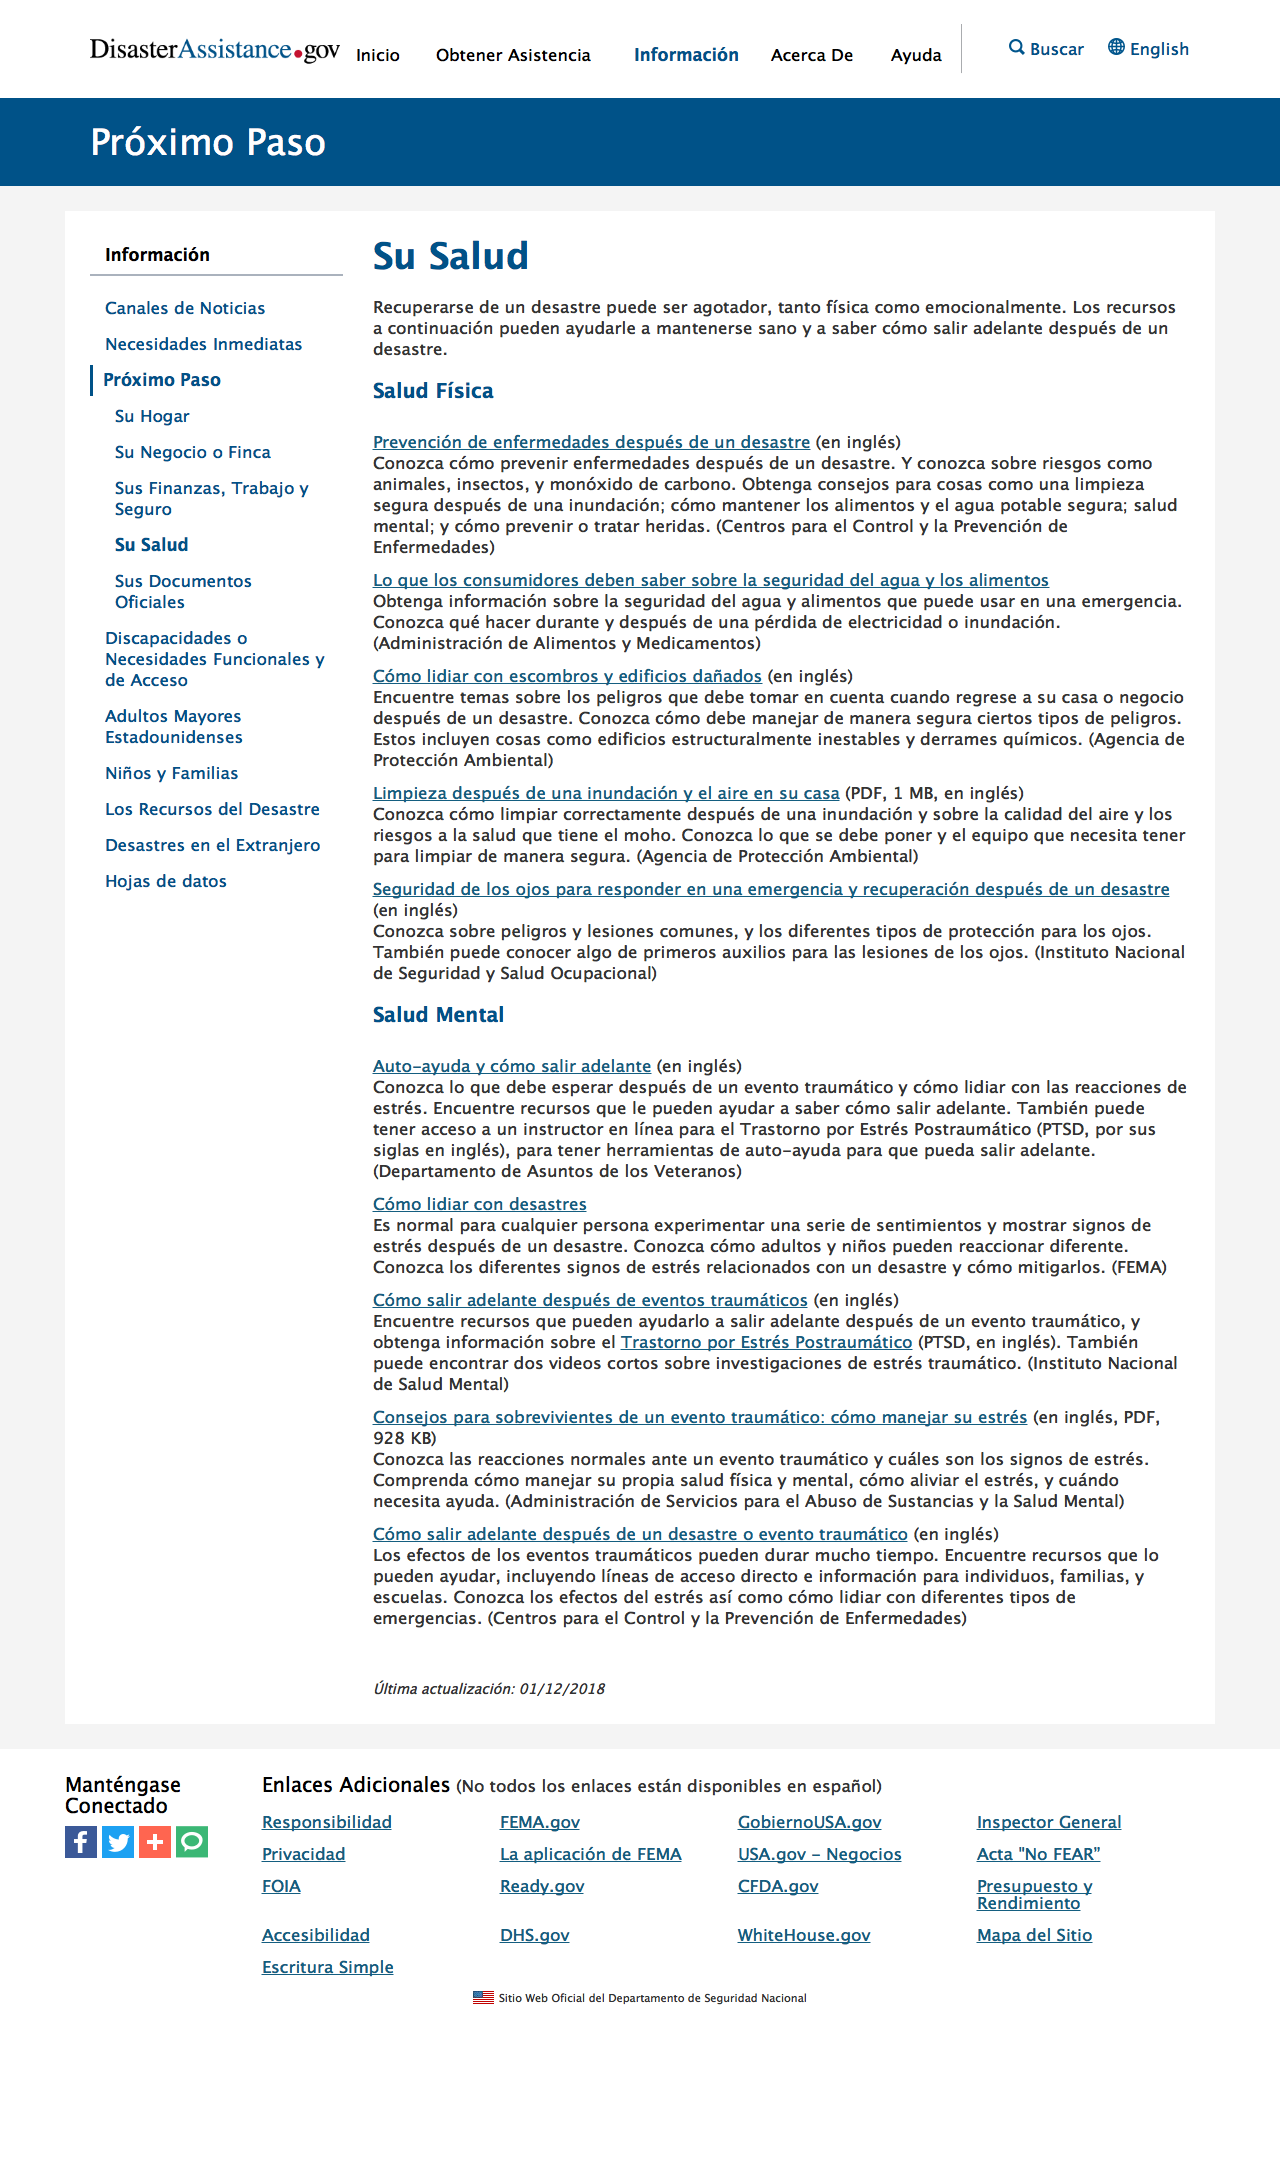 DisasterAssistance.gov
Inicio
Obtener Asistencia
Información
Acerca De
Ayuda
Buscar
English
Próximo Paso
Información
Canales de Noticias
Necesidades Inmediatas
Próximo Paso
Su Hogar
Su Negocio o Finca
Sus Finanzas, Trabajo y
Seguro
Su Salud
Sus Documentos
Oficiales
Discapacidades o
Necesidades Funcionales y
de Acceso
Adultos Mayores
Estadounidenses
Niños y Familias
Los Recursos del Desastre
Desastres en el Extranjero
Hojas de datos
Su Salud
Recuperarse de un desastre puede ser agotador, tanto física como emocionalmente. Los recursos
a continuación pueden ayudarle a mantenerse sano y a saber cómo salir adelante después de un
desastre.
Salud Física
Prevención de enfermedades después de un desastre (en inglés)
Conozca cómo prevenir enfermedades después de un desastre. Y conozca sobre riesgos como
animales, insectos, y monóxido de carbono. Obtenga consejos para cosas como una limpieza
segura después de una inundación; cómo mantener los alimentos y el agua potable segura; salud
mental; y cómo prevenir o tratar heridas. (Centros para el Control y la Prevención de
Enfermedades)
Lo que los consumidores deben saber sobre la seguridad del agua y los alimentos
Obtenga información sobre la seguridad del agua y alimentos que puede usar en una emergencia.
Conozca qué hacer durante y después de una pérdida de electricidad o inundación.
(Administración de Alimentos y Medicamentos)
Cómo lidiar con escombros y edificios dañados (en inglés)
Encuentre temas sobre los peligros que debe tomar en cuenta cuando regrese a su casa o negocio
después de un desastre. Conozca cómo debe manejar de manera segura ciertos tipos de peligros.
Estos incluyen cosas como edificios estructuralmente inestables y derrames químicos. (Agencia de
Protección Ambiental)
Limpieza después de una inundación y el aire en su casa (PDF, 1 MB, en inglés)
Conozca cómo limpiar correctamente después de una inundación y sobre la calidad del aire y los
riesgos a la salud que tiene el moho. Conozca lo que se debe poner y el equipo que necesita tener
para limpiar de manera segura. (Agencia de Protección Ambiental)
Seguridad de los ojos para responder en una emergencia y recuperación después de un desastre
(en inglés)
Conozca sobre peligros y lesiones comunes, y los diferentes tipos de protección para los ojos.
También puede conocer algo de primeros auxilios para las lesiones de los ojos. (Instituto Nacional
de Seguridad y Salud Ocupacional)
Salud Mental
Auto-ayuda y cómo salir adelante (en inglés)
Conozca lo que debe esperar después de un evento traumático y cómo lidiar con las reacciones de
estrés. Encuentre recursos que le pueden ayudar a saber cómo salir adelante. También puede
tener acceso a un instructor en línea para el Trastorno por Estrés Postraumático (PTSD, por sus
siglas en inglés), para tener herramientas de auto-ayuda para que pueda salir adelante.
(Departamento de Asuntos de los Veteranos)
Cómo lidiar con desastres
Es normal para cualquier persona experimentar una serie de sentimientos y mostrar signos de
estrés después de un desastre. Conozca cómo adultos y niños pueden reaccionar diferente.
Conozca los diferentes signos de estrés relacionados con un desastre y cómo mitigarlos. (FEMA)
Cómo salir adelante después de eventos traumáticos (en inglés)
Encuentre recursos que pueden ayudarlo a salir adelante después de un evento traumático, y
obtenga información sobre el Trastorno por Estrés Postraumático (PTSD, en inglés). También
puede encontrar dos videos cortos sobre investigaciones de estrés traumático. (Instituto Nacional
de Salud Mental)
Consejos para sobrevivientes de un evento traumático: cómo manejar su estrés (en inglés, PDF,
928 KB)
Conozca las reacciones normales ante un evento traumático y cuáles son los signos de estrés.
Comprenda cómo manejar su propia salud física y mental, cómo aliviar el estrés, y cuándo
necesita ayuda. (Administración de Servicios para el Abuso de Sustancias y la Salud Mental)
Cómo salir adelante después de un desastre o evento traumático (en inglés)
Los efectos de los eventos traumáticos pueden durar mucho tiempo. Encuentre recursos que lo
pueden ayudar, incluyendo líneas de acceso directo e información para individuos, familias, y
escuelas. Conozca los efectos del estrés así como cómo lidiar con diferentes tipos de
emergencias. (Centros para el Control y la Prevención de Enfermedades)
Última actualización: 01/12/2018
Manténgase
Conectado
Enlaces Adicionales (No todos los enlaces están disponibles en español)
Responsibilidad
FEMA.gov
GobiernoUSA.gov
Inspector General
Privacidad
La aplicación de FEMA
USA.gov – Negocios
Acta "No FEAR”
FOIA
Ready.gov
CFDA.gov
Presupuesto y
Rendimiento
Accesibilidad
DHS.gov
WhiteHouse.gov
Mapa del Sitio
Escritura Simple
Sitio Web Oficial del Departamento de Seguridad Nacional